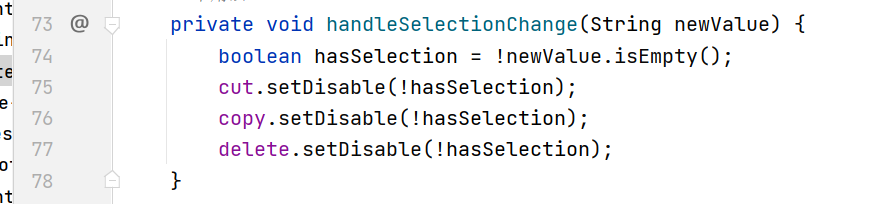 73 @ private void handleSelectionChange(String newValue) {
74 boolean hasSelection = !newValue.isEmpty();
75 cut.setDisable(!hasSelection);
76 copy.setDisable(!hasSelection);
77 delete.setDisable(!hasSelection);
78 }